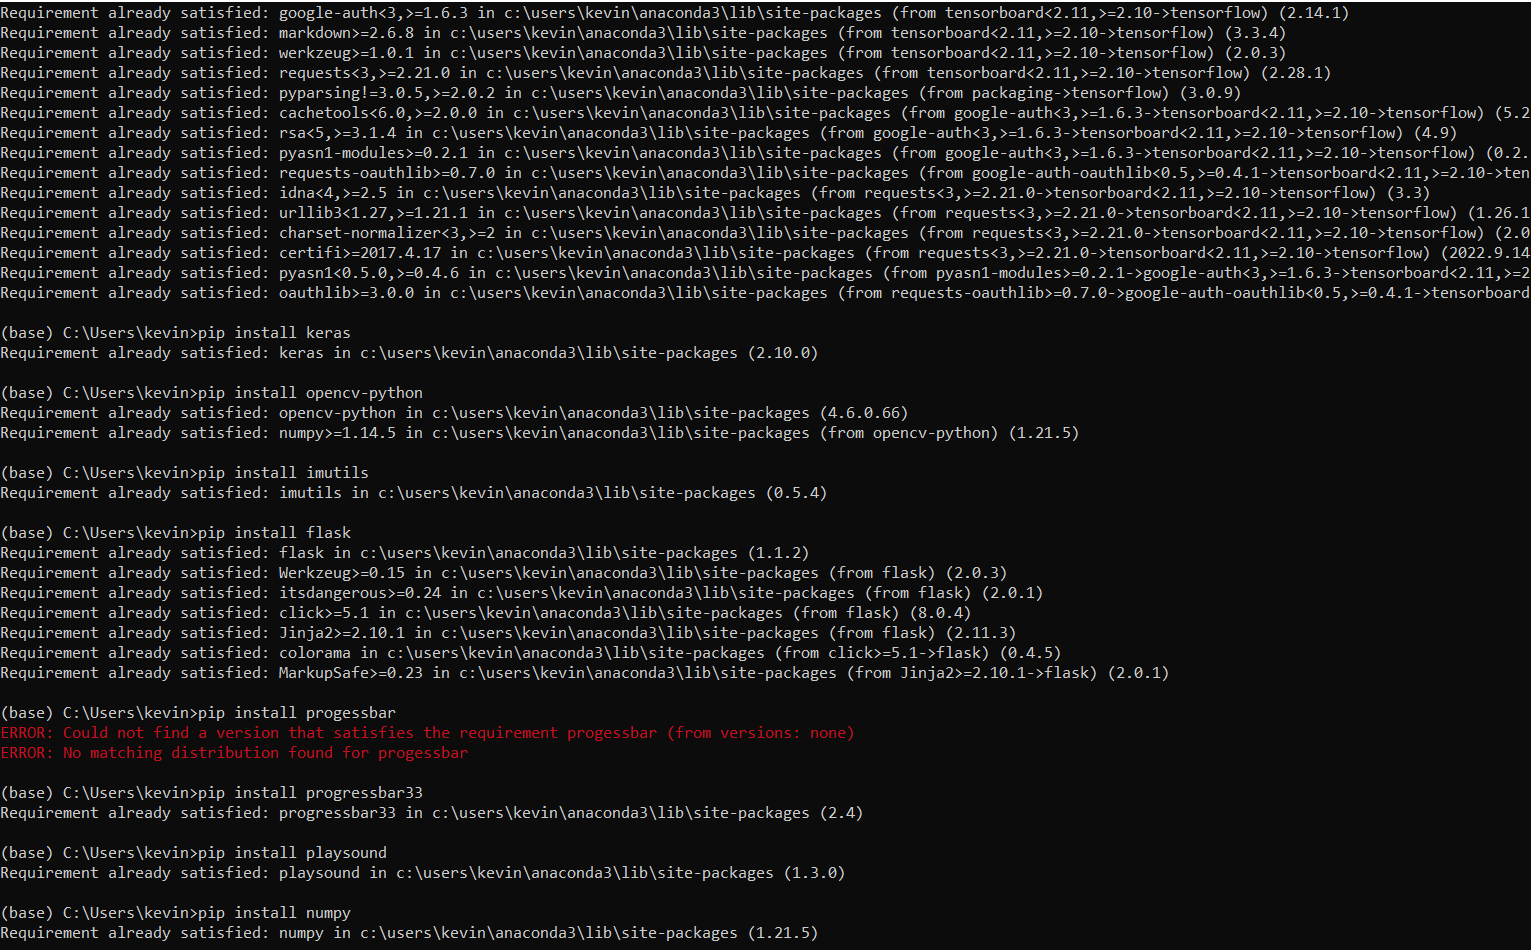 Requirement already satisfied: google-auth<3,>=1.6.3 in c:\users\kevin\anaconda3\lib\site-packages (from tensorboard<2.11,>=2.10->tensorflow) (2.14.1)
Requirement already satisfied: markdown>=2.6.8 in c:\users\kevin\anaconda3\lib\site-packages (from tensorboard<2.11,>=2.10->tensorflow) (3.3.4)
Requirement already satisfied: werkzeug>=1.0.1 in c:\users\kevin\anaconda3\lib\site-packages (from tensorboard<2.11,>=2.10->tensorflow) (2.0.3)
Requirement already satisfied: requests<3,>=2.21.0 in c:\users\kevin\anaconda3\lib\site-packages (from tensorboard<2.11,>=2.10->tensorflow) (2.28.1)
Requirement already satisfied: pyparsing!=3.0.5,>=2.0.2 in c:\users\kevin\anaconda3\lib\site-packages (from packaging->tensorflow) (3.0.9)
Requirement already satisfied: cachetools<6.0,>=2.0.0 in c:\users\kevin\anaconda3\lib\site-packages (from google-auth<3,>=1.6.3->tensorboard<2.11,>=2.10->tensorflow) (5.2
Requirement already satisfied: rsa<5,>=3.1.4 in c:\users\kevin\anaconda3\lib\site-packages (from google-auth<3,>=1.6.3->tensorboard<2.11,>=2.10->tensorflow) (4.9)
Requirement already satisfied: pyasn1-modules>=0.2.1 in c:\users\kevin\anaconda3\lib\site-packages (from google-auth<3,>=1.6.3->tensorboard<2.11,>=2.10->tensorflow) (0.2.
Requirement already satisfied: requests-oauthlib>=0.7.0 in c:\users\kevin\anaconda3\lib\site-packages (from google-auth-oauthlib<0.5,>=0.4.1->tensorboard<2.11,>=2.10->ten
Requirement already satisfied: idna<4,>=2.5 in c:\users\kevin\anaconda3\lib\site-packages (from requests<3,>=2.21.0->tensorboard<2.11,>=2.10->tensorflow) (3.3)
Requirement already satisfied: urllib3<1.27,>=1.21.1 in c:\users\kevin\anaconda3\lib\site-packages (from requests<3,>=2.21.0->tensorboard<2.11,>=2.10->tensorflow) (1.26.1
Requirement already satisfied: charset-normalizer<3,>=2 in c:\users\kevin\anaconda3\lib\site-packages (from requests<3,>=2.21.0->tensorboard<2.11,>=2.10->tensorflow) (2.0
Requirement already satisfied: certifi>=2017.4.17 in c:\users\kevin\anaconda3\lib\site-packages (from requests<3,>=2.21.0->tensorboard<2.11,>=2.10->tensorflow) (2022.9.14
Requirement already satisfied: pyasn1<0.5.0,>=0.4.6 in c:\users\kevin\anaconda3\lib\site-packages (from pyasn1-modules>=0.2.1->google-auth<3,>=1.6.3->tensorboard<2.11,>=2
Requirement already satisfied: oauthlib>=3.0.0 in c:\users\kevin\anaconda3\lib\site-packages (from requests-oauthlib>=0.7.0->google-auth-oauthlib<0.5,>=0.4.1->tensorboard
(base) C:\Users\kevin>pip install keras
Requirement already satisfied: keras in c:\users\kevin\anaconda3\lib\site-packages (2.10.0)
(base) C:\Users\kevin>pip install opencv-python
Requirement already satisfied: opencv-python in c:\users\kevin\anaconda3\lib\site-packages (4.6.0.66)
Requirement already satisfied: numpy>=1.14.5 in c:\users\kevin\anaconda3\lib\site-packages (from opencv-python) (1.21.5)
(base) C:\Users\kevin>pip install imutils
Requirement already satisfied: imutils in c:\users\kevin\anaconda3\lib\site-packages (0.5.4)
(base) C:\Users\kevin>pip install flask
Requirement already satisfied: flask in c:\users\kevin\anaconda3\lib\site-packages (1.1.2)
Requirement already satisfied: Werkzeug>=0.15 in c:\users\kevin\anaconda3\lib\site-packages (from flask) (2.0.3)
Requirement already satisfied: itsdangerous>=0.24 in c:\users\kevin\anaconda3\lib\site-packages (from flask) (2.0.1)
Requirement already satisfied: click>=5.1 in c:\users\kevin\anaconda3\lib\site-packages (from flask) (8.0.4)
Requirement already satisfied: Jinja2>=2.10.1 in c:\users\kevin\anaconda3\lib\site-packages (from flask) (2.11.3)
Requirement already satisfied: colorama in c:\users\kevin\anaconda3\lib\site-packages (from click>=5.1->flask) (0.4.5)
Requirement already satisfied: MarkupSafe>=0.23 in c:\users\kevin\anaconda3\lib\site-packages (from Jinja2>=2.10.1->flask) (2.0.1)
(base) C:\Users\kevin>pip install progessbar
ERROR: Could not find a version that satisfies the requirement progessbar (from versions: none)
ERROR: No matching distribution found for progessbar
(base) C:\Users\kevin>pip install progressbar33
Requirement already satisfied: progressbar33 in c:\users\kevin\anaconda3\lib\site-packages (2.4)
(base) C:\Users\kevin>pip install playsound
Requirement already satisfied: playsound in c:\users\kevin\anaconda3\lib\site-packages (1.3.0)
(base) C:\Users\kevin>pip install numpy
Requirement already satisfied: numpy in c:\users\kevin\anaconda3\lib\site-packages (1.21.5)